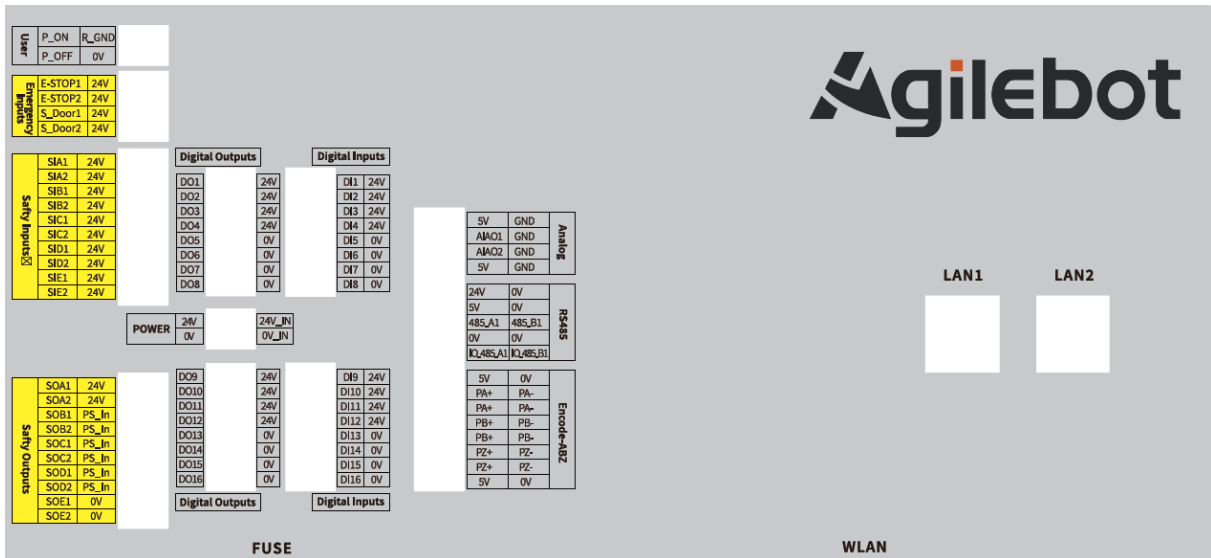 User
P_ON R_GND
P_OFF 0V
Emergency Inputs
E-STOP1 24V
E-STOP2 24V
S_Door1 24V
S_Door2 24V
Safty Inputs
SIA1 24V
SIA2 24V
SIB1 24V
SIB2 24V
SIC1 24V
SIC2 24V
SID1 24V
SID2 24V
SIE1 24V
SIE2 24V
Digital Outputs
DO1 24V
DO2 24V
DO3 24V
DO4 24V
DO5 0V
DO6 0V
DO7 0V
DO8 0V
Digital Inputs
DI1 24V
DI2 24V
DI3 24V
DI4 24V
DI5 0V
DI6 0V
DI7 0V
DI8 0V
POWER
24V 24V_IN
0V 0V_IN
Safty Outputs
SOA1 24V
SOA2 24V
SOB1 PS_In
SOB2 PS_In
SOC1 PS_In
SOC2 PS_In
SOD1 PS_In
SOD2 PS_In
SOE1 0V
SOE2 0V
DO9 24V
DO10 24V
DO11 24V
DO12 24V
DO13 0V
DO14 0V
DO15 0V
DO16 0V
Digital Outputs
DI9 24V
DI10 24V
DI11 24V
DI12 24V
DI13 0V
DI14 0V
DI15 0V
DI16 0V
Digital Inputs
5V GND
AIAO1 GND
AIAO2 GND
5V GND
Analog
24V 0V
5V 0V
485_A1 485_B1
0V 0V
IO_485_A1 IO_485_B1
RS485
5V 0V
PA+ PA-
PA+ PA-
PB+ PB-
PB+ PB-
PZ+ PZ-
PZ+ PZ-
5V 0V
Encode-ABZ
Agilebot
LAN1 LAN2
FUSE
WLAN